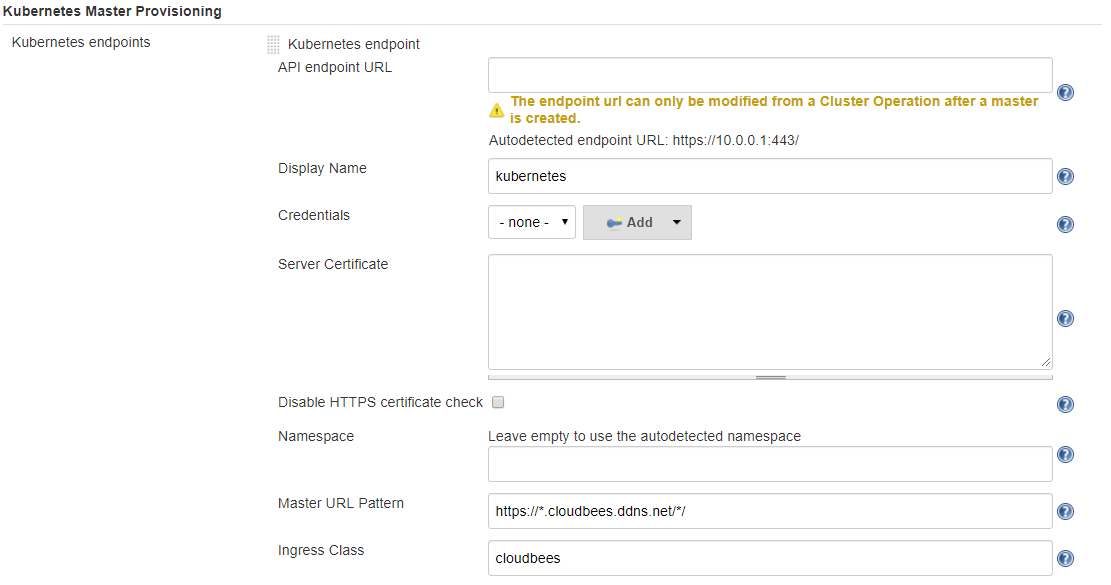 Kubernetes Master Provisioning
Kubernetes endpoints
Kubernetes endpoint
API endpoint URL
The endpoint url can only be modified from a Cluster Operation after a master
is created.
Autodetected endpoint URL: https://10.0.0.1:443/
Display Name
kubernetes
Credentials
- none -
Add
Server Certificate
Disable HTTPS certificate check
Namespace
Leave empty to use the autodetected namespace
Master URL Pattern
https://*.cloudbees.ddns.net/*/
Ingress Class
cloudbees